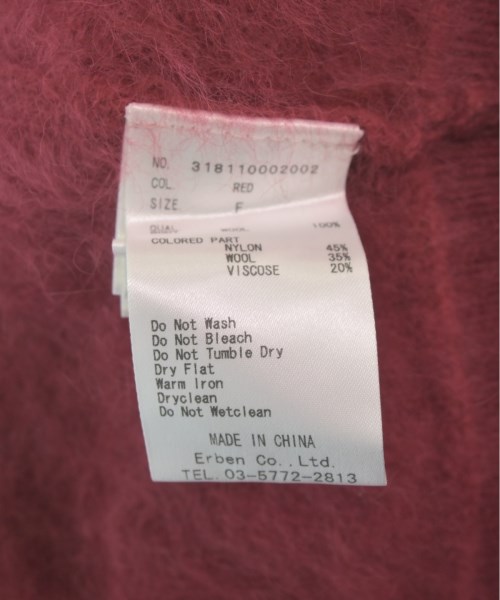 NO. 318110002002
COL. RED
SIZE F
QUAL WOOL 100%
COLORED PART
NYLON 45%
WOOL 35%
VISCOSE 20%
Do Not Wash
Do Not Bleach
Do Not Tumble Dry
Dry Flat
Warm Iron
Dryclean
Do Not Wetclean
MADE IN CHINA
Erben Co.,Ltd.
TEL.03-5772-2813